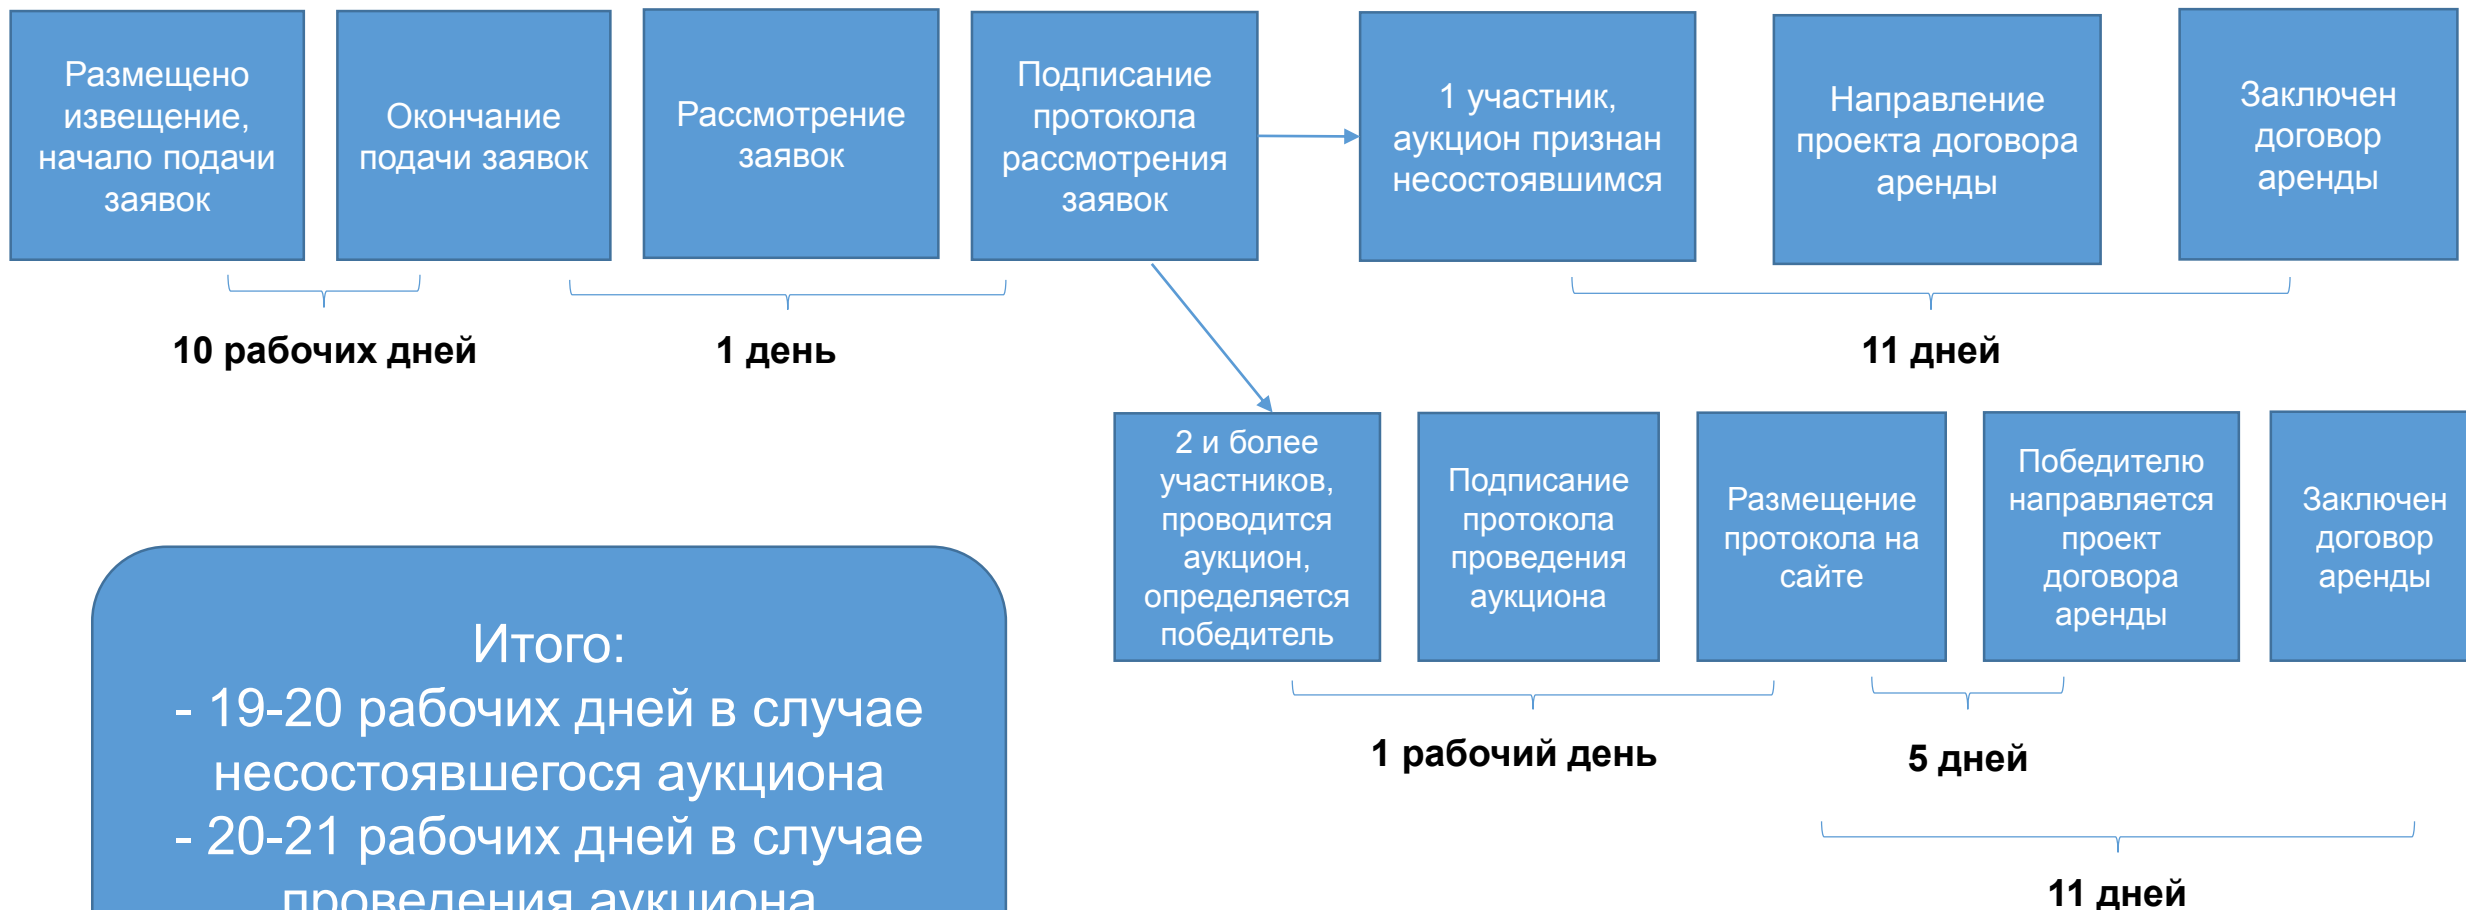 Размещено
извещение,
начало подачи
заявок
Окончание
подачи заявок
Рассмотрение
заявок
Подписание
протокола
рассмотрения
заявок
1 участник,
аукцион признан
несостоявшимся
Направление
проекта договора
аренды
Заключен
договор
аренды
10 рабочих дней
1 день
11 дней
2 и более
участников,
проводится
аукцион,
определяется
победитель
Подписание
протокола
проведения
аукциона
Размещение
протокола на
сайте
Победителю
направляется
проект
договора
аренды
Заключен
договор
аренды
1 рабочий день
5 дней
11 дней
Итого:
- 19-20 рабочих дней в случае
несостоявшегося аукциона
- 20-21 рабочих дней в случае
проведения аукциона